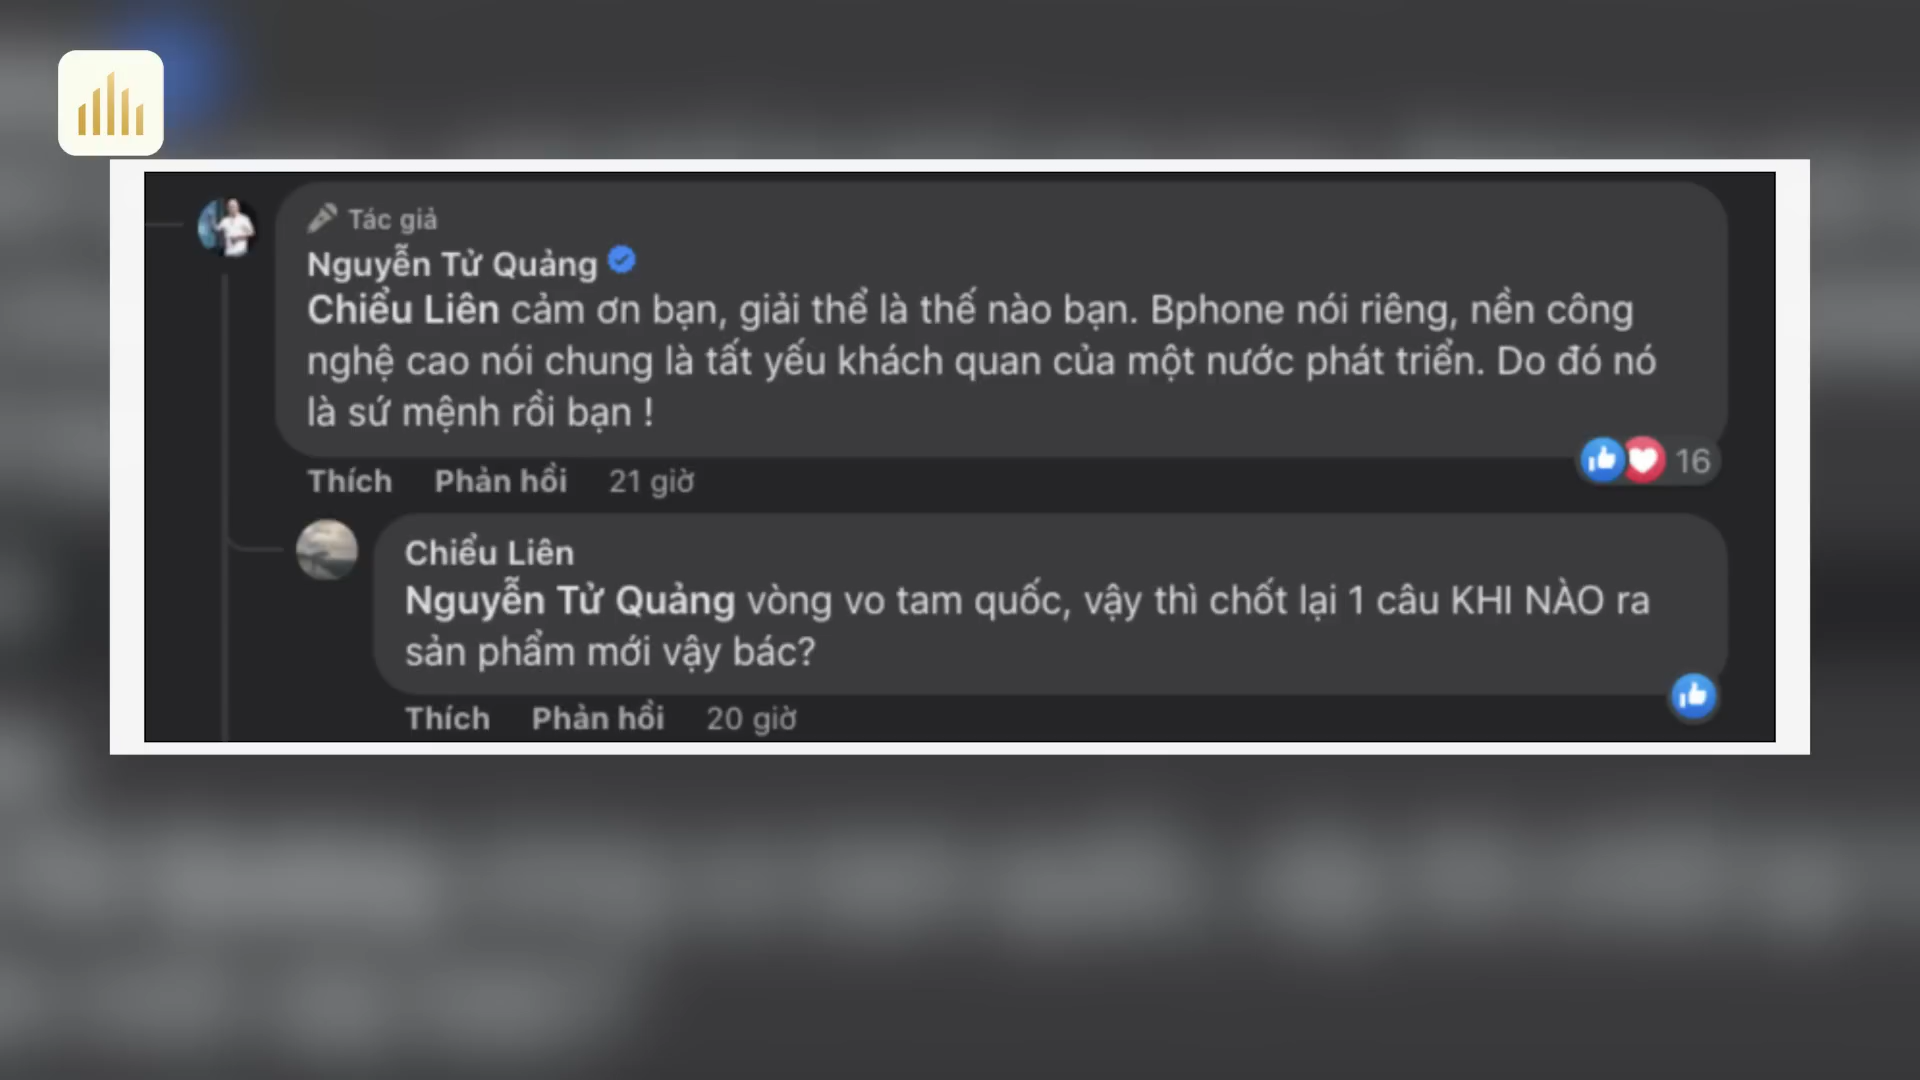 Tác giả
Nguyễn Tử Quảng
Chiểu Liên cảm ơn bạn, giải thể là thế nào bạn. Bphone nói riêng, nền công
nghệ cao nói chung là tất yếu khách quan của một nước phát triển. Do đó nó
là sứ mệnh rồi bạn !
16
Thích Phản hồi 21 giờ
Chiểu Liên
Nguyễn Tử Quảng vòng vo tam quốc, vậy thì chốt lại 1 câu KHI NÀO ra
sản phẩm mới vậy bác?
Thích Phản hồi 20 giờ